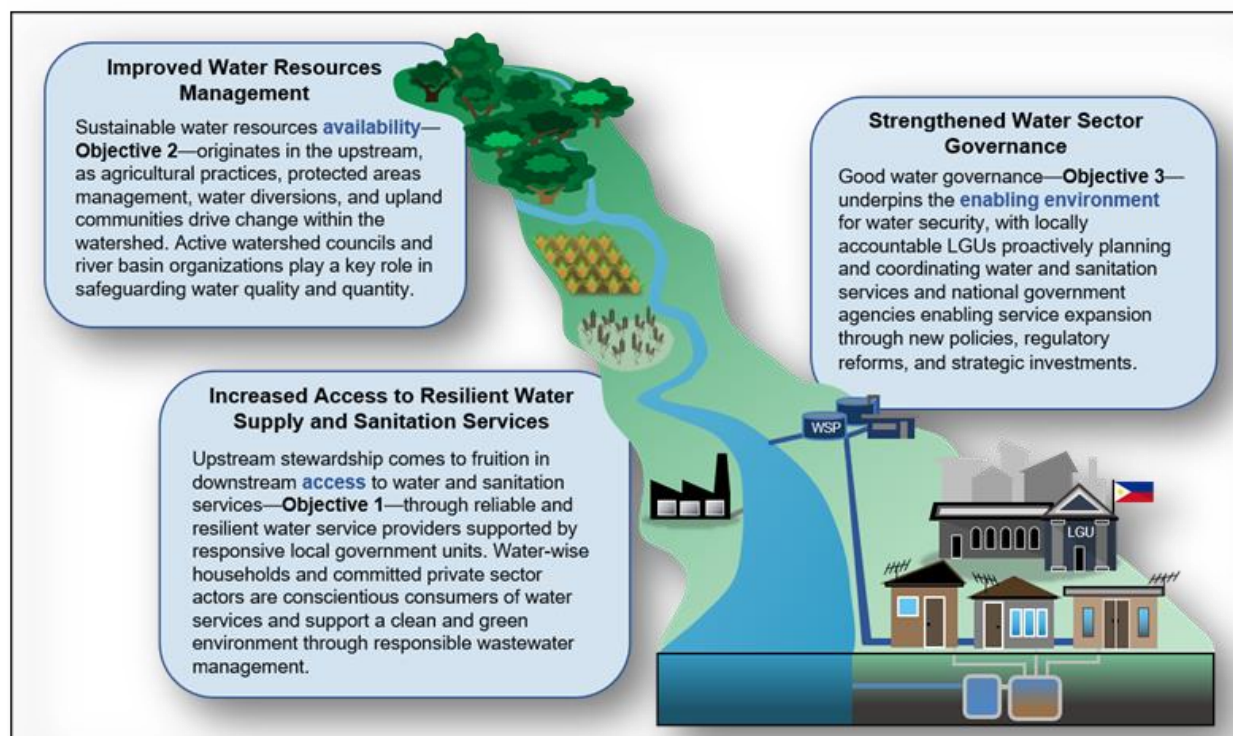 Improved Water Resources
Management
Sustainable water resources availability—
Objective 2—originates in the upstream,
as agricultural practices, protected areas
management, water diversions, and upland
communities drive change within the
watershed. Active watershed councils and
river basin organizations play a key role in
safeguarding water quality and quantity.
Strengthened Water Sector
Governance
Good water governance—Objective 3—
underpins the enabling environment
for water security, with locally
accountable LGUs proactively planning
and coordinating water and sanitation
services and national government
agencies enabling service expansion
through new policies, regulatory
reforms, and strategic investments.
Increased Access to Resilient Water
Supply and Sanitation Services
Upstream stewardship comes to fruition in
downstream access to water and sanitation
services—Objective 1—through reliable and
resilient water service providers supported by
responsive local government units. Water-wise
households and committed private sector
actors are conscientious consumers of water
services and support a clean and green
environment through responsible wastewater
management.
WSP
LGU